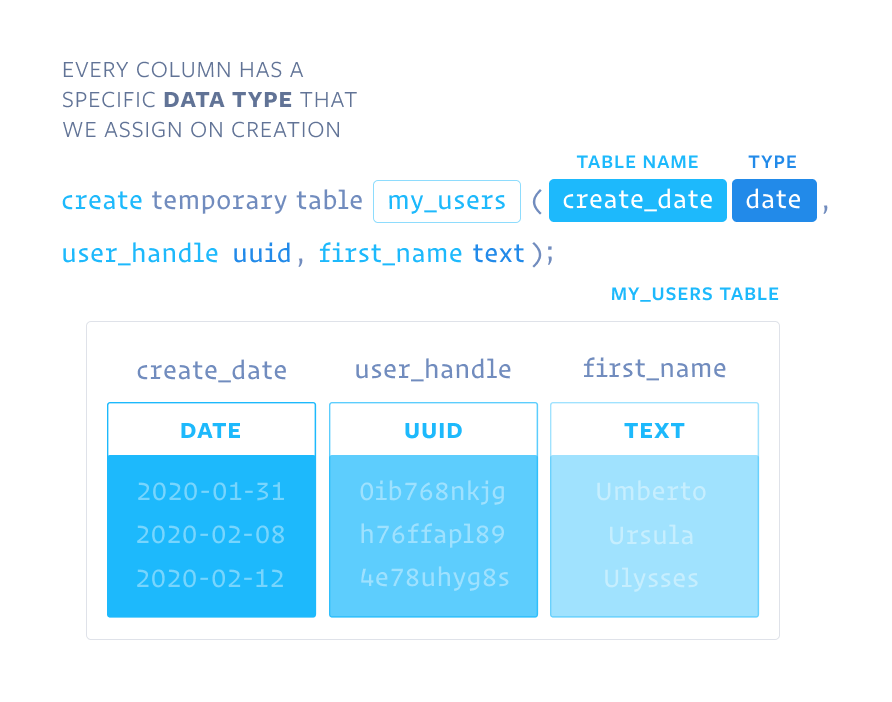 EVERY COLUMN HAS A
SPECIFIC DATA TYPE THAT
WE ASSIGN ON CREATION
TABLE NAME TYPE
create temporary table my_users ( create_date date ,
user_handle uuid , first_name text );
MY_USERS TABLE
create_date user_handle first_name
DATE UUID TEXT
2020-01-31 0ib768nkjg Umberto
2020-02-08 h76ffapl89 Ursula
2020-02-12 4e78uhyg8s Ulysses